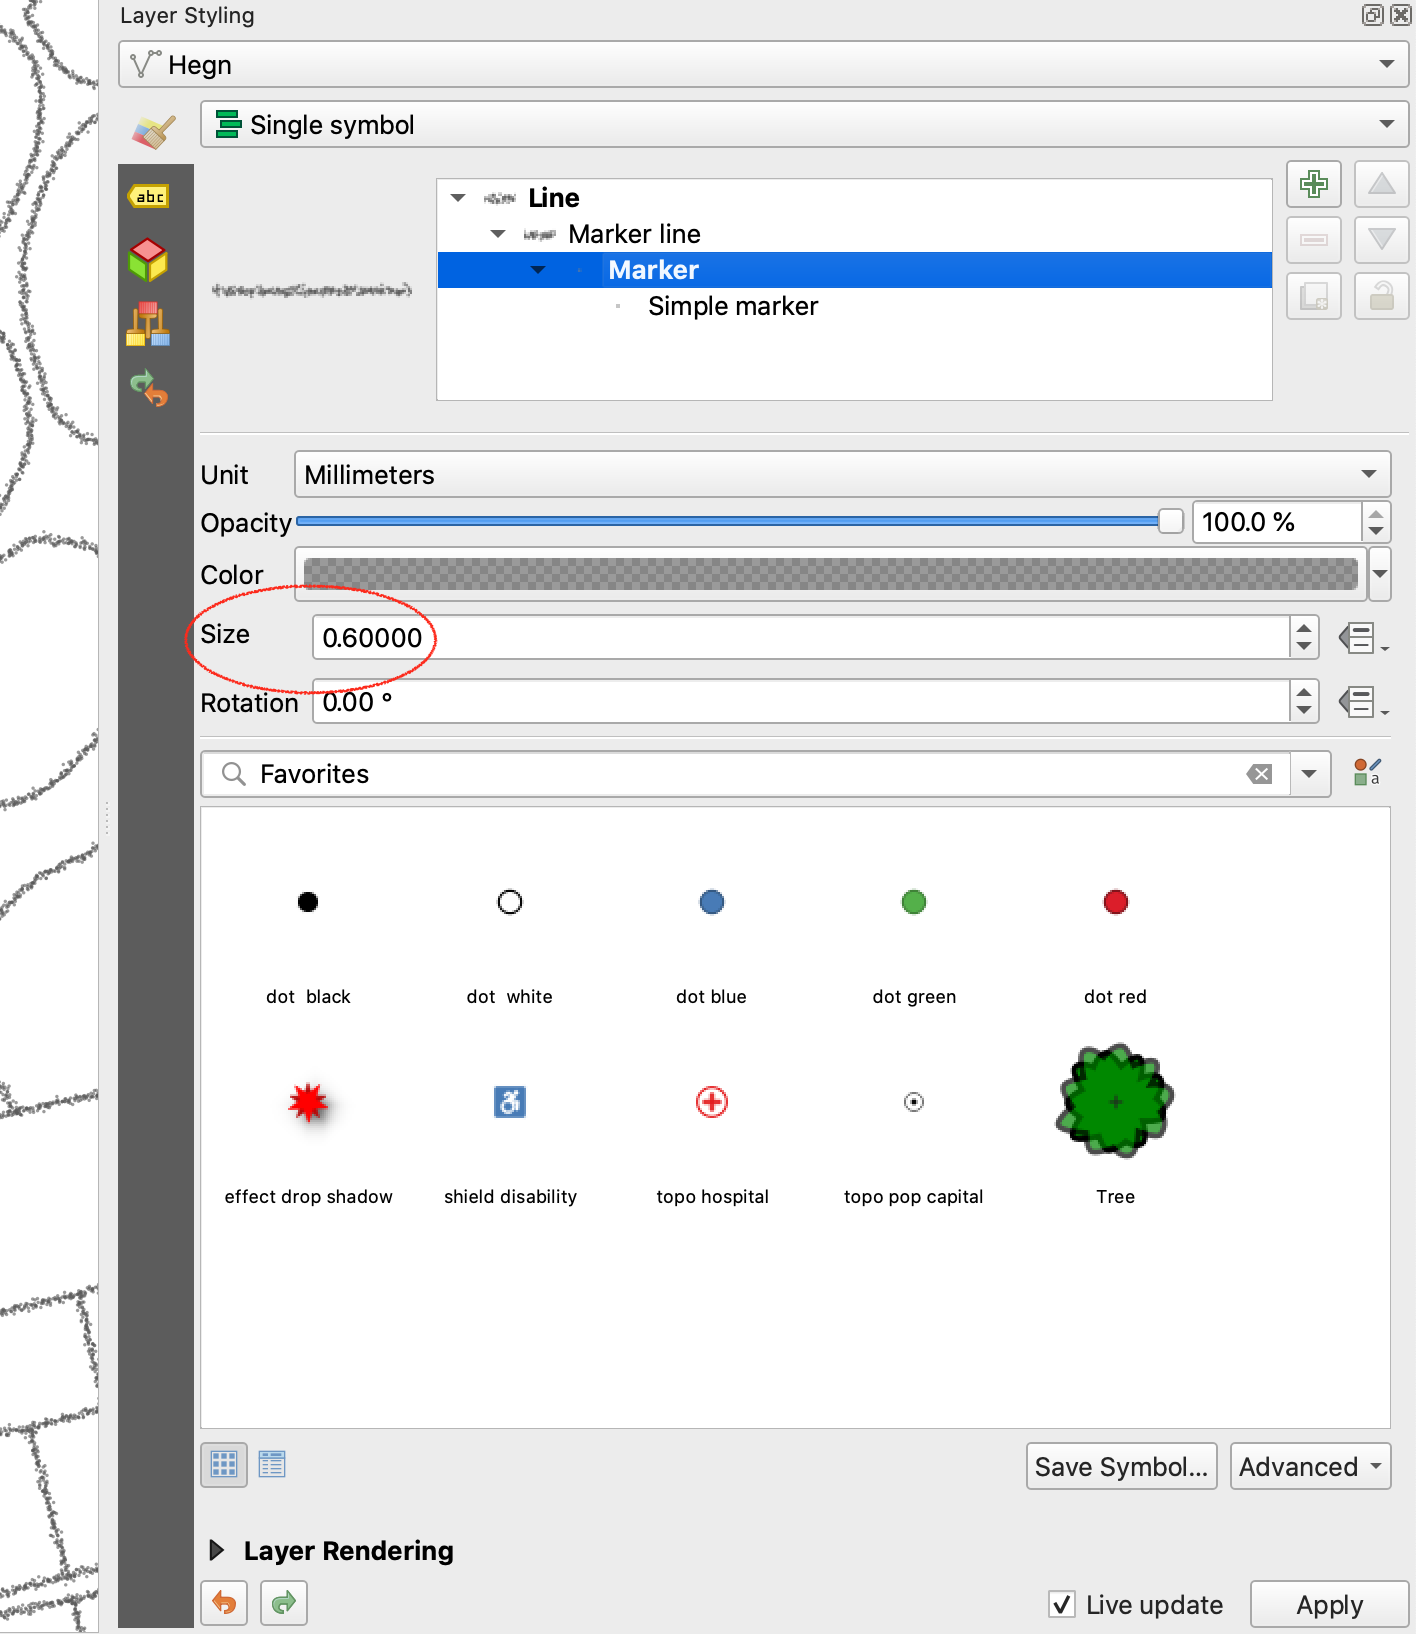 Layer Styling
Hegn
Single symbol
abc
Line
Marker line
Marker
Simple marker
Unit Millimeters
Opacity 100.0 %
Color
Size 0.60000
Rotation 0.00 °
Favorites
a
dot black dot white dot blue dot green dot red
effect drop shadow shield disability topo hospital topo pop capital Tree
Save Symbol... Advanced
Layer Rendering
Live update Apply